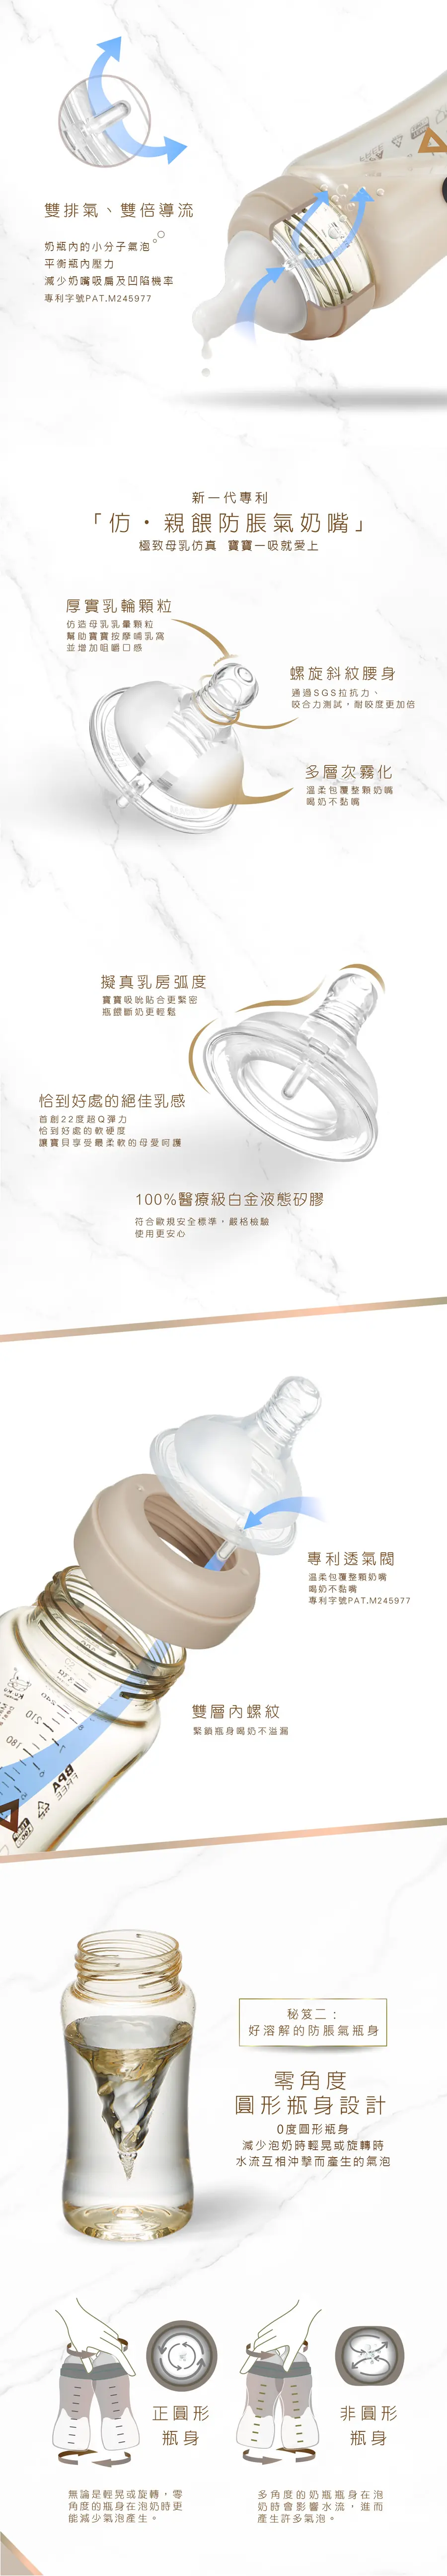 雙排氣、雙倍導流
奶瓶內的小分子氣泡
平衡瓶內壓力
減少奶嘴吸扁及凹陷機率
專利字號PAT.M245977
新一代專利
「仿・親餵防脹氣奶嘴」
極致母乳仿真 寶寶一吸就愛上
厚實乳輪顆粒
仿造母乳乳暈顆粒
幫助寶寶按摩哺乳窩
並增加咀嚼口感
螺旋斜紋腰身
通過SGS拉抗力、
咬合力測試，耐咬度更加倍
多層次霧化
溫柔包覆整顆奶嘴
喝奶不黏嘴
擬真乳房弧度
寶寶吸吮貼合更緊密
瓶餵斷奶更輕鬆
恰到好處的絕佳乳感
首創22度超Q彈力
恰到好處的軟硬度
讓寶貝享受最柔軟的母愛呵護
100%醫療級白金液態矽膠
符合歐規安全標準，嚴格檢驗
使用更安心
專利透氣閥
溫柔包覆整顆奶嘴
喝奶不黏嘴
專利字號PAT.M245977
雙層內螺紋
緊鎖瓶身喝奶不溢漏
210
180
BPA
FREE
秘笈二：
好溶解的防脹氣瓶身
零角度
圓形瓶身設計
0度圓形瓶身
減少泡奶時輕晃或旋轉時
水流互相沖擊而產生的氣泡
正圓形
瓶身
非圓形
瓶身
無論是輕晃或旋轉，零
角度的瓶身在泡奶時更
能減少氣泡產生。
多角度的奶瓶瓶身在泡
奶時會影響水流，進而
產生許多氣泡。